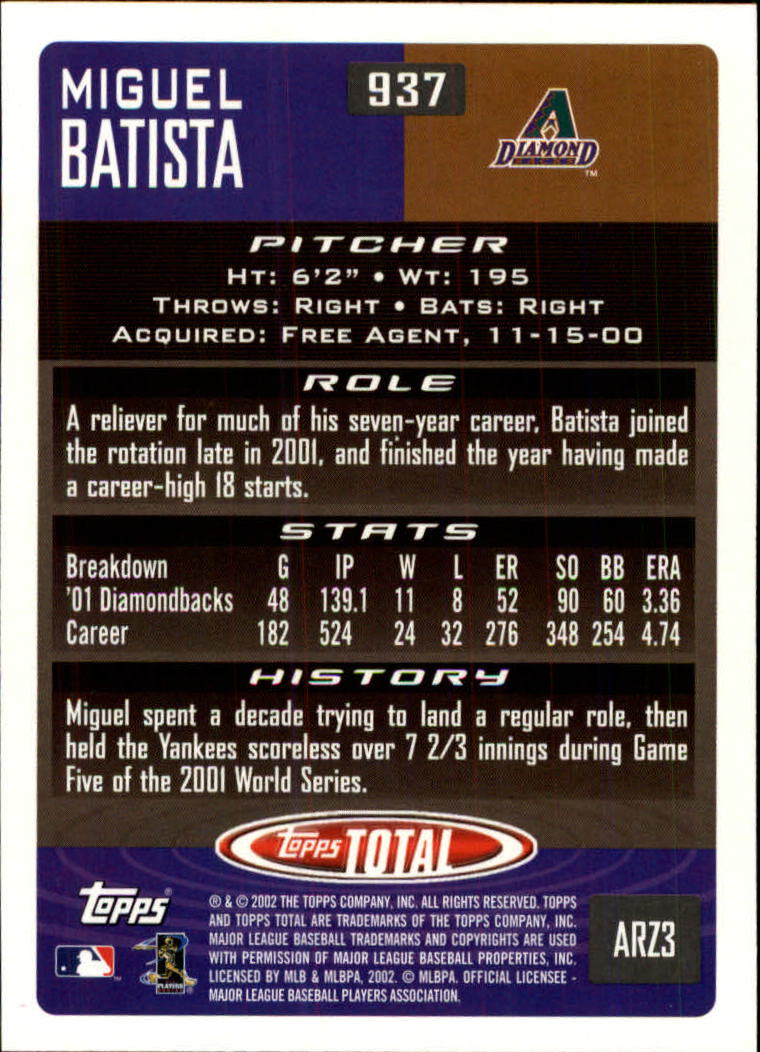 MIGUEL
BATISTA
937
DIAMOND
BACKS
TM
PITCHER
HT: 6'2" • WT: 195
THROWS: RIGHT • BATS: RIGHT
ACQUIRED: FREE AGENT, 11-15-00
ROLE
A reliever for much of his seven-year career, Batista joined
the rotation late in 2001, and finished the year having made
a career-high 18 starts.
STATS
Breakdown G IP W L ER SO BB ERA
'01 Diamondbacks 48 139.1 11 8 52 90 60 3.36
Career 182 524 24 32 276 348 254 4.74
HISTORY
Miguel spent a decade trying to land a regular role, then
held the Yankees scoreless over 7 2/3 innings during Game
Five of the 2001 World Series.
Topps TOTAL
Topps®
® & © 2002 THE TOPPS COMPANY, INC. ALL RIGHTS RESERVED. TOPPS
AND TOPPS TOTAL ARE TRADEMARKS OF THE TOPPS COMPANY, INC.
MAJOR LEAGUE BASEBALL TRADEMARKS AND COPYRIGHTS ARE USED
WITH PERMISSION OF MAJOR LEAGUE BASEBALL PROPERTIES, INC.
LICENSED BY MLB & MLBPA, 2002. © MLBPA. OFFICIAL LICENSEE -
MAJOR LEAGUE BASEBALL PLAYERS ASSOCIATION.
PLAYERS
ARZ3